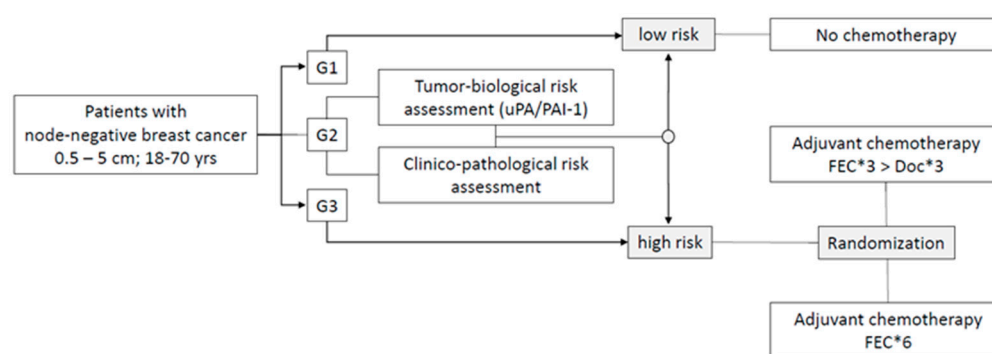 Patients with
node-negative breast cancer
0.5 – 5 cm; 18-70 yrs
G1
G2
G3
Tumor-biological risk
assessment (uPA/PAI-1)
Clinico-pathological risk
assessment
low risk
high risk
No chemotherapy
Adjuvant chemotherapy
FEC*3 > Doc*3
Randomization
Adjuvant chemotherapy
FEC*6